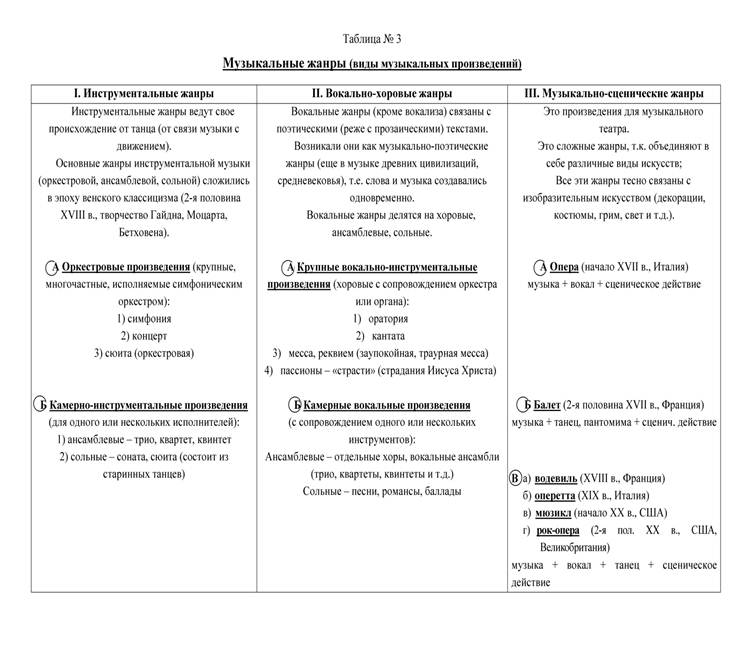 Таблица № 3
Музыкальные жанры (виды музыкальных произведений)
I. Инструментальные жанры
Инструментальные жанры ведут свое
происхождение от танца (от связи музыки с
движением).
Основные жанры инструментальной музыки
(оркестровой, ансамблевой, сольной) сложились
в эпоху венского классицизма (2-я половина
XVIII в., творчество Гайдна, Моцарта,
Бетховена).
А Оркестровые произведения (крупные,
многочастные, исполняемые симфоническим
оркестром):
1) симфония
2) концерт
3) сюита (оркестровая)
Б Камерно-инструментальные произведения
(для одного или нескольких исполнителей):
1) ансамблевые – трио, квартет, квинтет
2) сольные – соната, сюита (состоит из
старинных танцев)
II. Вокально-хоровые жанры
Вокальные жанры (кроме вокализа) связаны с
поэтическими (реже с прозаическими) текстами.
Возникали они как музыкально-поэтические
жанры (еще в музыке древних цивилизаций,
средневековья), т.е. слова и музыка создавались
одновременно.
Вокальные жанры делятся на хоровые,
ансамблевые, сольные.
А Крупные вокально-инструментальные
произведения (хоровые с сопровождением оркестра
или органа):
1) оратория
2) кантата
3) месса, реквием (заупокойная, траурная месса)
4) пассионы – «страсти» (страдания Иисуса Христа)
Б Камерные вокальные произведения
(с сопровождением одного или нескольких
инструментов):
Ансамблевые – отдельные хоры, вокальные ансамбли
(трио, квартеты, квинтеты и т.д.)
Сольные – песни, романсы, баллады
III. Музыкально-сценические жанры
Это произведения для музыкального
театра.
Это сложные жанры, т.к. объединяют в
себе различные виды искусств;
Все эти жанры тесно связаны с
изобразительным искусством (декорации,
костюмы, грим, свет и т.д.).
А Опера (начало XVII в., Италия)
музыка + вокал + сценическое действие
Б Балет (2-я половина XVII в., Франция)
музыка + танец, пантомима + сценич. действие
В а) водевиль (XVIII в., Франция)
б) оперетта (XIX в., Италия)
в) мюзикл (начало XX в., США)
г) рок-опера (2-я пол. XX в., США,
Великобритания)
музыка + вокал + танец + сценическое
действие